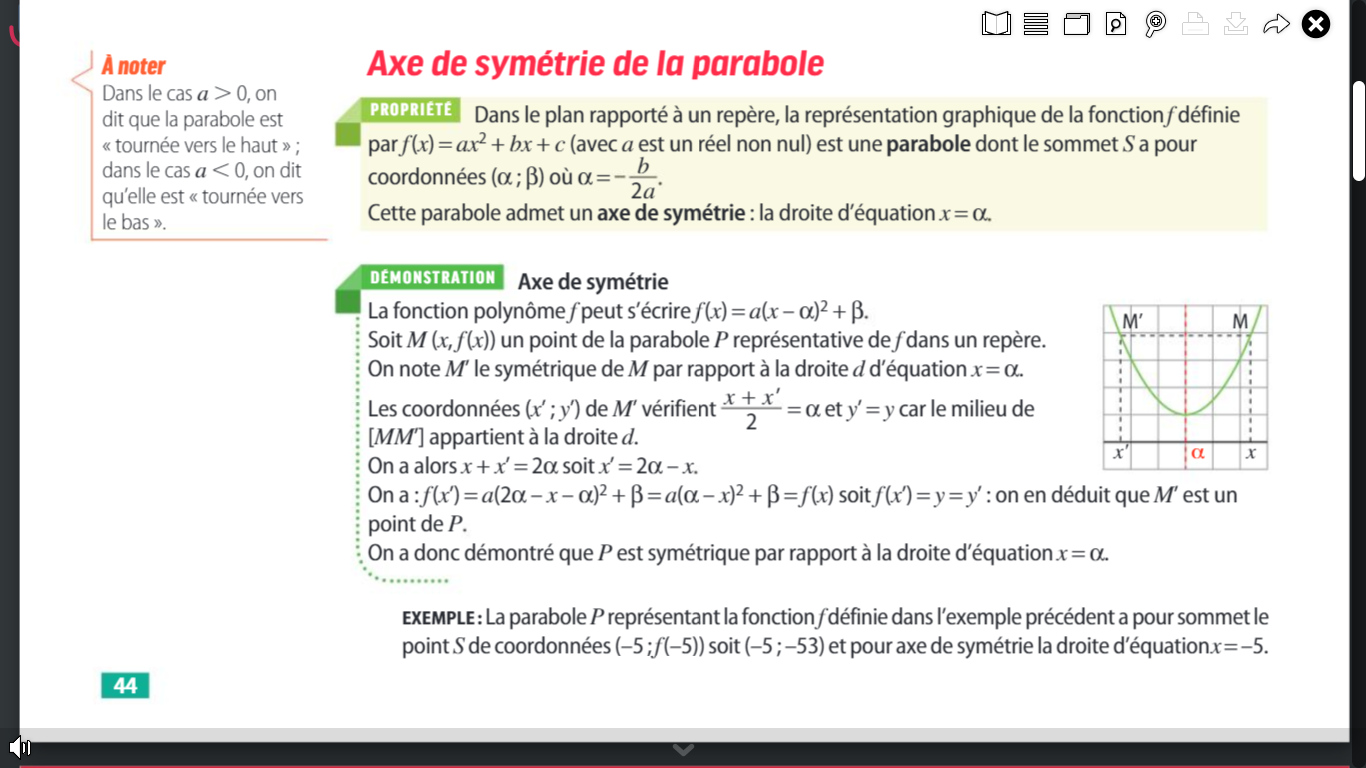 À noter
Dans le cas a > 0, on
dit que la parabole est
« tournée vers le haut » ;
dans le cas a < 0, on dit
qu'elle est « tournée vers
le bas ».
Axe de symétrie de la parabole
PROPRIÉTÉ Dans le plan rapporté à un repère, la représentation graphique de la fonction f définie
par f(x) = ax² + bx + c (avec a est un réel non nul) est une parabole dont le sommet S a pour
coordonnées (α ; β) où α = – b/2a.
Cette parabole admet un axe de symétrie : la droite d'équation x = α.
DÉMONSTRATION Axe de symétrie
La fonction polynôme f peut s'écrire f(x) = a(x – α)² + β.
Soit M (x, f(x)) un point de la parabole P représentative de f dans un repère.
On note M' le symétrique de M par rapport à la droite d d'équation x = α.
Les coordonnées (x' ; y') de M' vérifient (x + x')/2 = α et y' = y car le milieu de
[MM'] appartient à la droite d.
On a alors x + x' = 2α soit x' = 2α – x.
On a : f(x') = a(2α – x – α)² + β = a(α – x)² + β = f(x) soit f(x') = y = y' : on en déduit que M' est un
point de P.
On a donc démontré que P est symétrique par rapport à la droite d'équation x = α.
M' M
x' α x
EXEMPLE : La parabole P représentant la fonction f définie dans l'exemple précédent a pour sommet le
point S de coordonnées (–5 ; f(–5)) soit (–5 ; –53) et pour axe de symétrie la droite d'équation x = –5.
44